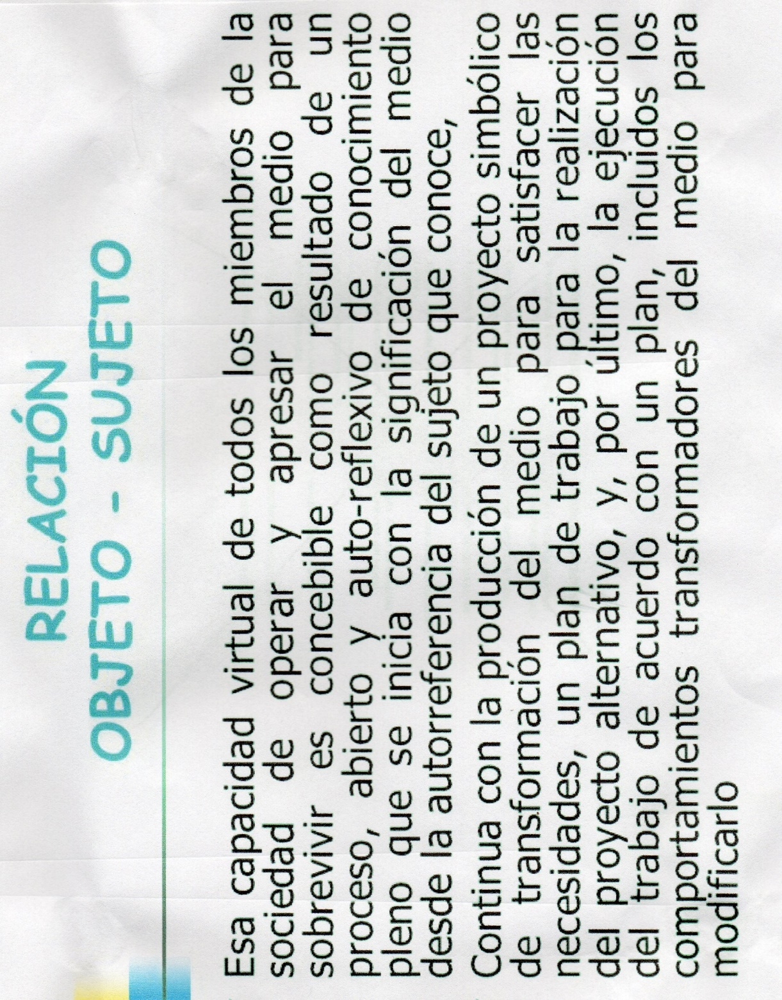 RELACIÓN
OBJETO - SUJETO
Esa capacidad virtual de todos los miembros de la
sociedad de operar y apresar el medio para
sobrevivir es concebible como resultado de un
proceso, abierto y auto-reflexivo de conocimiento
pleno que se inicia con la significación del medio
desde la autorreferencia del sujeto que conoce,
Continua con la producción de un proyecto simbólico
de transformación del medio para satisfacer las
necesidades, un plan de trabajo para la realización
del proyecto alternativo, y, por último, la ejecución
del trabajo de acuerdo con un plan, incluidos los
comportamientos transformadores del medio para
modificarlo